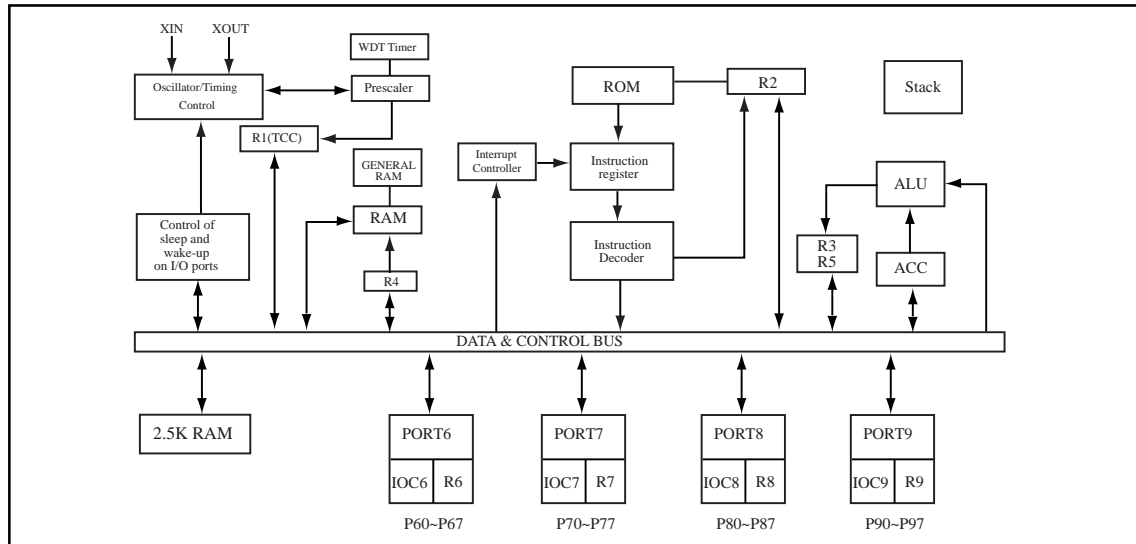 XIN
XOUT
WDT Timer
Oscillator/Timing
Control
Prescaler
R1(TCC)
GENERAL
RAM
RAM
R4
Control of
sleep and
wake-up
on I/O ports
ROM
R2
Stack
Interrupt
Controller
Instruction
register
Instruction
Decoder
ALU
R3
R5
ACC
DATA & CONTROL BUS
2.5K RAM
PORT6
IOC6
R6
P60~P67
PORT7
IOC7
R7
P70~P77
PORT8
IOC8
R8
P80~P87
PORT9
IOC9
R9
P90~P97